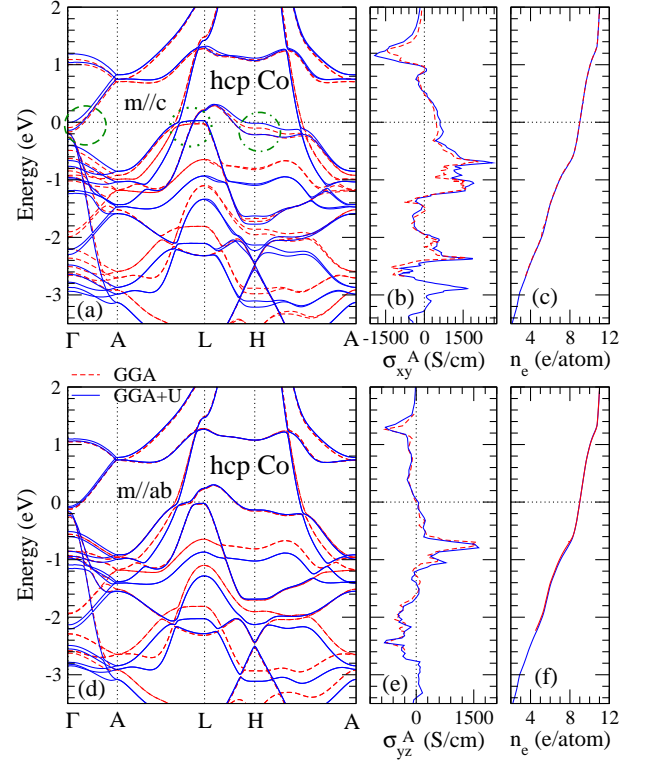 2
1
0
-1
-2
-3
Energy (eV)
hcp Co
m//c
(a)
(b)
(c)
Γ A L H A
-1500 0 1500
4 8 12
σxyA (S/cm)
ne (e/atom)
GGA
GGA+U
2
1
0
-1
-2
-3
Energy (eV)
hcp Co
m//ab
(d)
(e)
(f)
Γ A L H A
0 1500
4 8 12
σyzA (S/cm)
ne (e/atom)